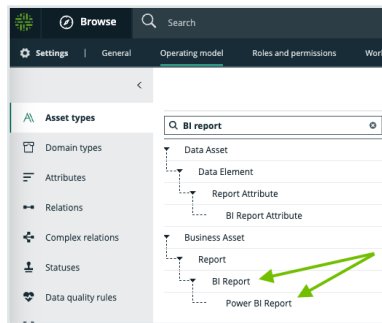 Browse
Search
Settings | General Operating model Roles and permissions
Asset types
Domain types
Attributes
Relations
Complex relations
Statuses
Data quality rules
BI report
Data Asset
Data Element
Report Attribute
BI Report Attribute
Business Asset
Report
BI Report
Power BI Report